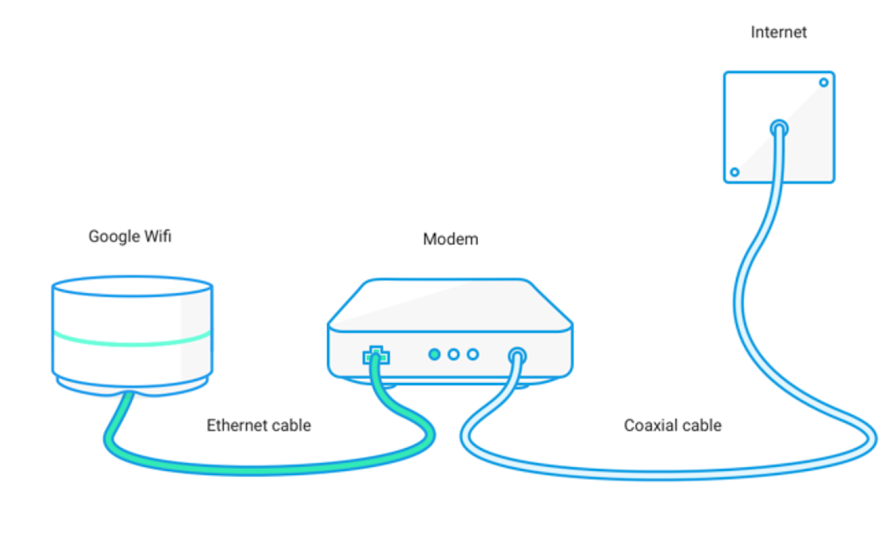 Internet
Google Wifi
Modem
Ethernet cable
Coaxial cable